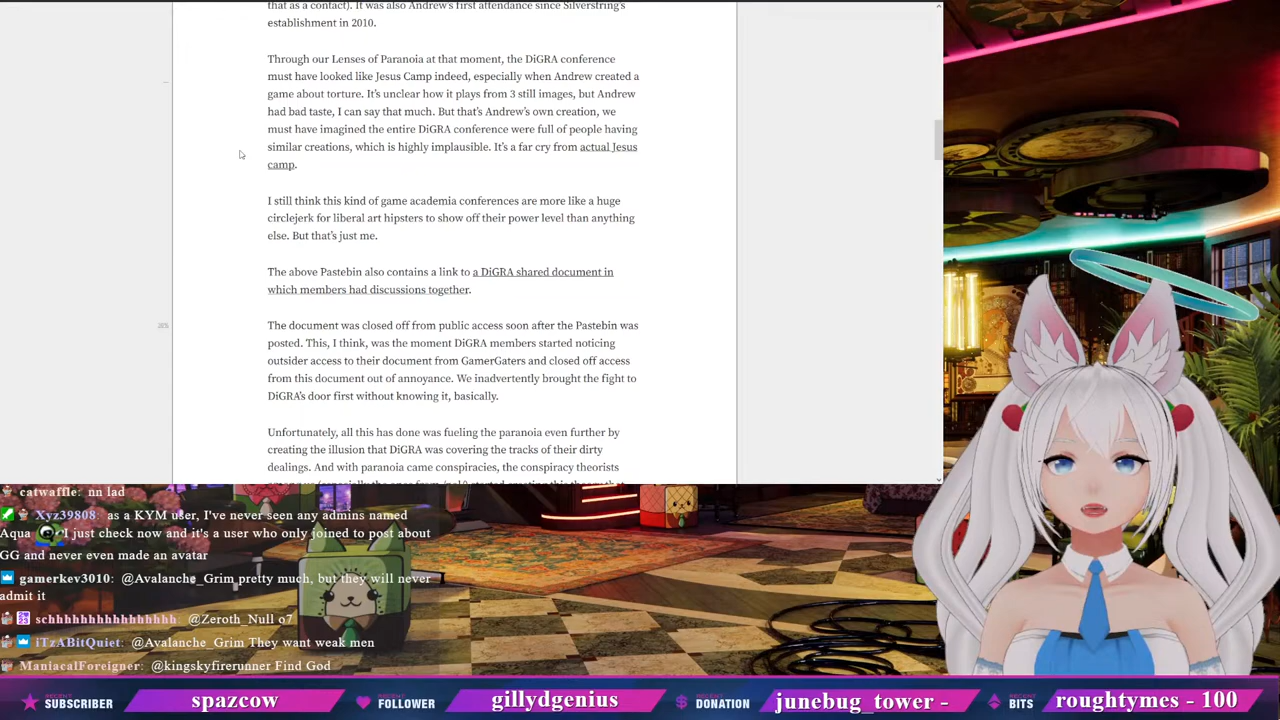 that as a contact). It was also Andrew's first attendance since Silverstring's
establishment in 2010.
Through our Lenses of Paranoia at that moment, the DiGRA conference
must have looked like Jesus Camp indeed, especially when Andrew created a
game about torture. It's unclear how it plays from 3 still images, but Andrew
had bad taste, I can say that much. But that's Andrew's own creation, we
must have imagined the entire DiGRA conference were full of people having
similar creations, which is highly implausible. It's a far cry from actual Jesus
camp.
I still think this kind of game academia conferences are more like a huge
circlejerk for liberal art hipsters to show off their power level than anything
else. But that's just me.
The above Pastebin also contains a link to a DiGRA shared document in
which members had discussions together.
The document was closed off from public access soon after the Pastebin was
posted. This, I think, was the moment DiGRA members started noticing
outsider access to their document from GamerGaters and closed off access
from this document out of annoyance. We inadvertently brought the fight to
DiGRA's door first without knowing it, basically.
Unfortunately, all this has done was fueling the paranoia even further by
creating the illusion that DiGRA was covering the tracks of their dirty
dealings. And with paranoia came conspiracies, the conspiracy theorists
catwaffle: nn lad
Xyz39808: as a KYM user, I've never seen any admins named
Aqua I just check now and it's a user who only joined to post about
GG and never even made an avatar
gamerkev3010: @Avalanche_Grim pretty much, but they will never
admit it
schhhhhhhhhhhhhhhh: @Zeroth_Null o7
iTzABitQuiet: @Avalanche_Grim They want weak men
ManiacalForeigner: @kingskyfirerunner Find God
RECENT SUBSCRIBER spazcow RECENT FOLLOWER gillydgenius RECENT DONATION junebug_tower - RECENT BITS roughtymes - 100